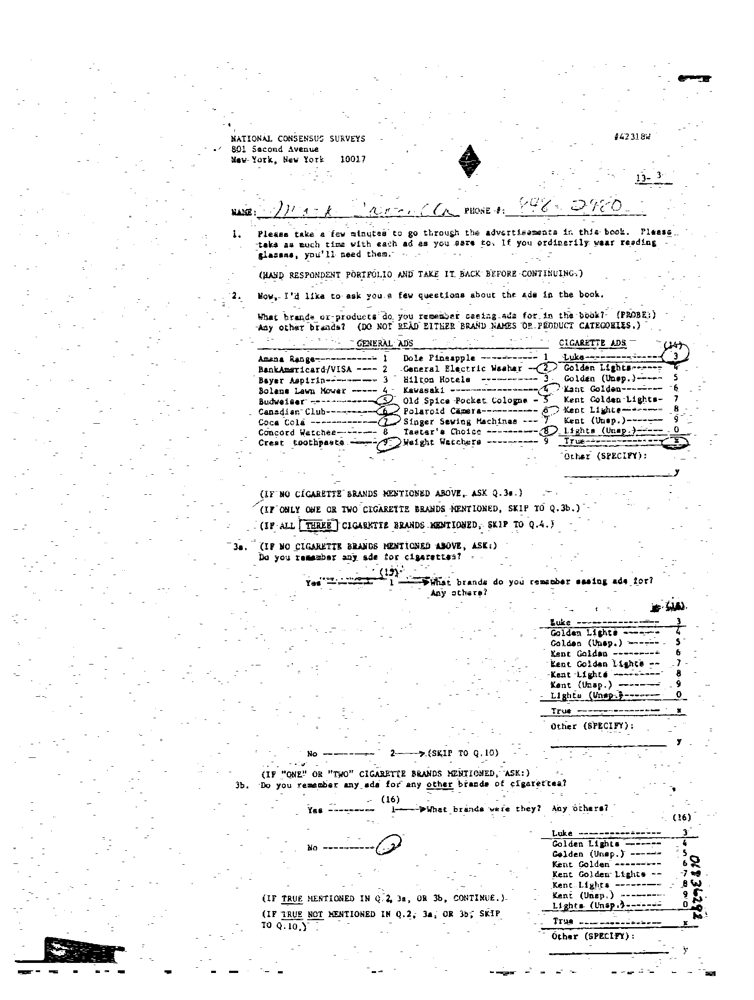 NATIONAL CONSENSUS SURVEYS #42318W
801 Second Avenue
New York, New York 10017
13- 3
NAME: Mark PHONE #: 948-0980
1. Please take a few minutes to go through the advertisements in this book. Please
take as much time with each ad as you care to. If you ordinarily wear reading
glasses, you'll need them.
(HAND RESPONDENT PORTFOLIO AND TAKE IT BACK BEFORE CONTINUING.)
2. Now, I'd like to ask you a few questions about the ads in the book.
What brands or products do you remember seeing ads for in the book? (PROBE:)
Any other brands? (DO NOT READ EITHER BRAND NAMES OR PRODUCT CATEGORIES.)
GENERAL ADS CIGARETTE ADS (14)
Amana Range------------ 1 Dole Pineapple ----------- 1 Luke-------------- 3
BankAmericard/VISA ---- 2 General Electric Washer -- 2 Golden Lights------ 4
Bayer Aspirin---------- 3 Hilton Hotels ----------- 3 Golden (Unsp.)------ 5
Bolens Lawn Mower ----- 4 Kawasaki ---------------- 4 Kent Golden-------- 6
Budweiser ------------- 5 Old Spice Pocket Cologne - 5 Kent Golden Lights- 7
Canadian Club---------- 6 Polaroid Camera---------- 6 Kent Lights-------- 8
Coca Cola ------------- 7 Singer Sewing Machines --- 7 Kent (Unsp.)------- 9
Concord Watches-------- 8 Taster's Choice ---------- 8 Lights (Unsp.)----- 0
Crest toothpaste ------ 9 Weight Watchers ---------- 9 True--------------- x
Other (SPECIFY):
y
(IF NO CIGARETTE BRANDS MENTIONED ABOVE, ASK Q.3a.)
(IF ONLY ONE OR TWO CIGARETTE BRANDS MENTIONED, SKIP TO Q.3b.)
(IF ALL THREE CIGARETTE BRANDS MENTIONED, SKIP TO Q.4.)
3a. (IF NO CIGARETTE BRANDS MENTIONED ABOVE, ASK:)
Do you remember any ads for cigarettes?
(15)
Yes --------- 1 What brands do you remember seeing ads for?
Any others?
Luke --------------- 3
Golden Lights ------- 4
Golden (Unsp.) ------ 5
Kent Golden --------- 6
Kent Golden Lights -- 7
Kent Lights --------- 8
Kent (Unsp.) -------- 9
Lights (Unsp.)------- 0
True ---------------- x
Other (SPECIFY):
y
No ---------- 2 (SKIP TO Q.10)
(IF "ONE" OR "TWO" CIGARETTE BRANDS MENTIONED, ASK:)
3b. Do you remember any ads for any other brands of cigarettes?
(16)
Yes --------- 1 What brands were they? Any others?
(16)
Luke ---------------- 3
No ---------- 2 Golden Lights ------- 4
Golden (Unsp.) ------ 5
Kent Golden --------- 6
Kent Golden Lights -- 7
Kent Lights --------- 8
(IF TRUE MENTIONED IN Q.2, 3a, OR 3b, CONTINUE.) Kent (Unsp.) -------- 9
Lights (Unsp.)------- 0
(IF TRUE NOT MENTIONED IN Q.2, 3a, OR 3b, SKIP
TO Q.10.) True ---------------- x
Other (SPECIFY):
y
01836292